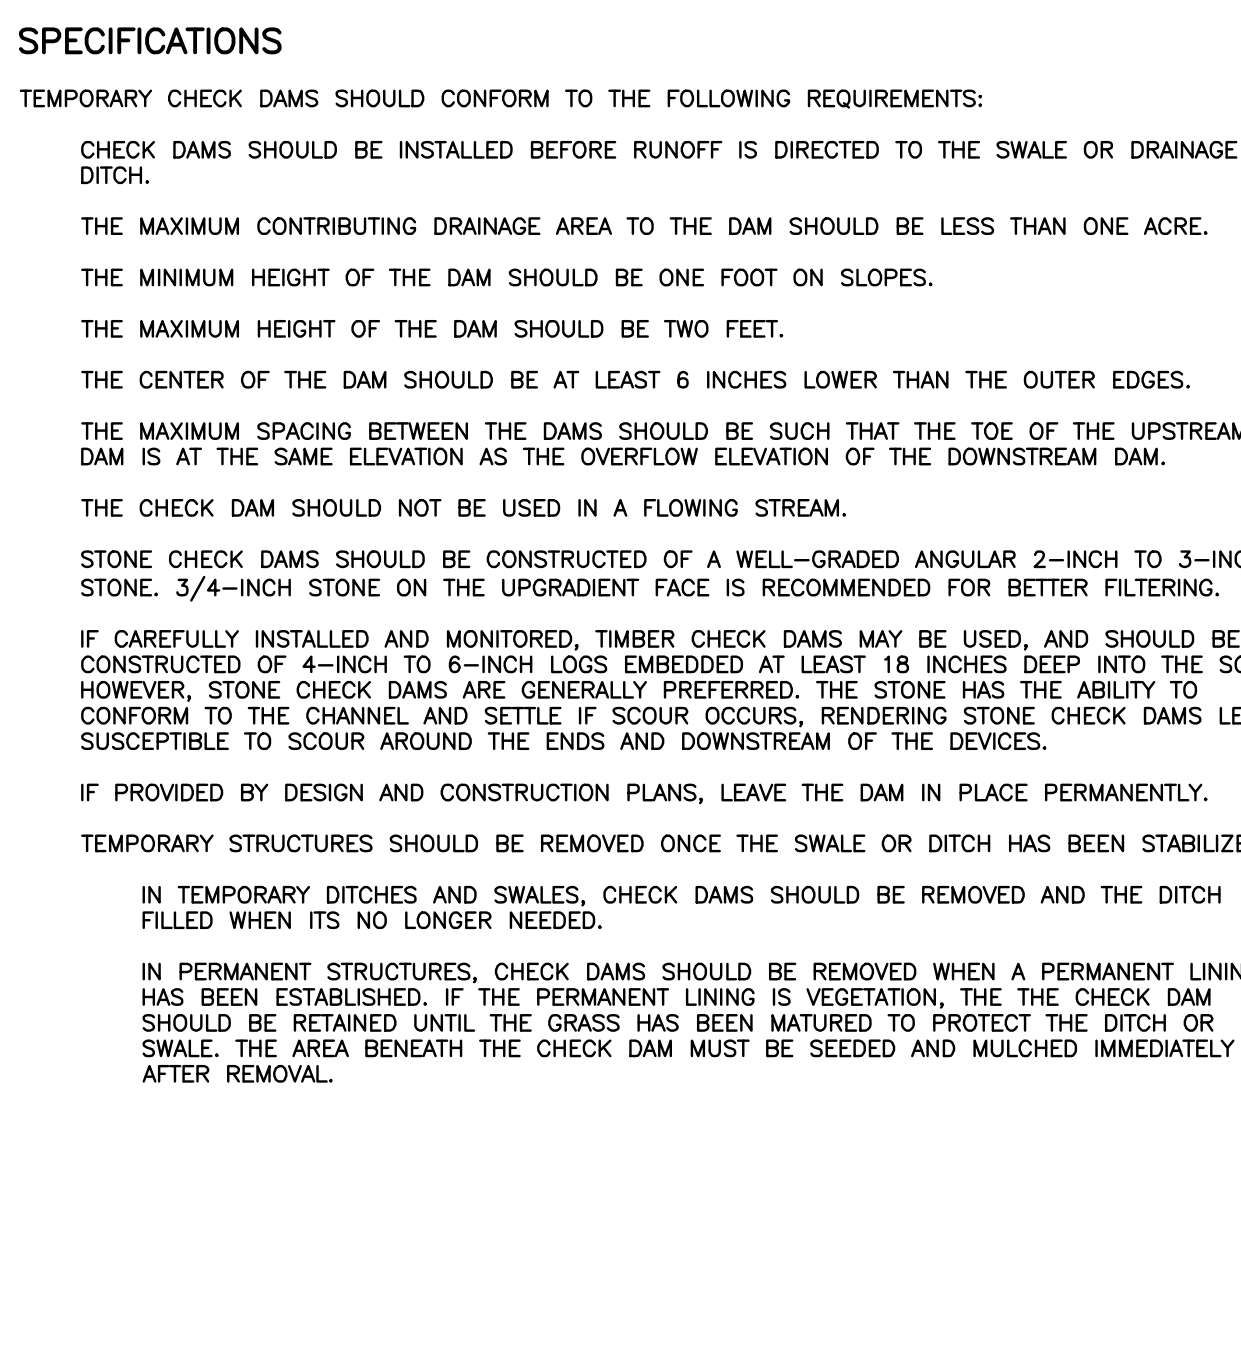 SPECIFICATIONS
TEMPORARY CHECK DAMS SHOULD CONFORM TO THE FOLLOWING REQUIREMENTS:
CHECK DAMS SHOULD BE INSTALLED BEFORE RUNOFF IS DIRECTED TO THE SWALE OR DRAINAGE
DITCH.
THE MAXIMUM CONTRIBUTING DRAINAGE AREA TO THE DAM SHOULD BE LESS THAN ONE ACRE.
THE MINIMUM HEIGHT OF THE DAM SHOULD BE ONE FOOT ON SLOPES.
THE MAXIMUM HEIGHT OF THE DAM SHOULD BE TWO FEET.
THE CENTER OF THE DAM SHOULD BE AT LEAST 6 INCHES LOWER THAN THE OUTER EDGES.
THE MAXIMUM SPACING BETWEEN THE DAMS SHOULD BE SUCH THAT THE TOE OF THE UPSTREAM
DAM IS AT THE SAME ELEVATION AS THE OVERFLOW ELEVATION OF THE DOWNSTREAM DAM.
THE CHECK DAM SHOULD NOT BE USED IN A FLOWING STREAM.
STONE CHECK DAMS SHOULD BE CONSTRUCTED OF A WELL-GRADED ANGULAR 2-INCH TO 3-INC
STONE. 3/4-INCH STONE ON THE UPGRADIENT FACE IS RECOMMENDED FOR BETTER FILTERING.
IF CAREFULLY INSTALLED AND MONITORED, TIMBER CHECK DAMS MAY BE USED, AND SHOULD BE
CONSTRUCTED OF 4-INCH TO 6-INCH LOGS EMBEDDED AT LEAST 18 INCHES DEEP INTO THE SO
HOWEVER, STONE CHECK DAMS ARE GENERALLY PREFERRED. THE STONE HAS THE ABILITY TO
CONFORM TO THE CHANNEL AND SETTLE IF SCOUR OCCURS, RENDERING STONE CHECK DAMS LE
SUSCEPTIBLE TO SCOUR AROUND THE ENDS AND DOWNSTREAM OF THE DEVICES.
IF PROVIDED BY DESIGN AND CONSTRUCTION PLANS, LEAVE THE DAM IN PLACE PERMANENTLY.
TEMPORARY STRUCTURES SHOULD BE REMOVED ONCE THE SWALE OR DITCH HAS BEEN STABILIZE
IN TEMPORARY DITCHES AND SWALES, CHECK DAMS SHOULD BE REMOVED AND THE DITCH
FILLED WHEN ITS NO LONGER NEEDED.
IN PERMANENT STRUCTURES, CHECK DAMS SHOULD BE REMOVED WHEN A PERMANENT LININ
HAS BEEN ESTABLISHED. IF THE PERMANENT LINING IS VEGETATION, THE THE CHECK DAM
SHOULD BE RETAINED UNTIL THE GRASS HAS BEEN MATURED TO PROTECT THE DITCH OR
SWALE. THE AREA BENEATH THE CHECK DAM MUST BE SEEDED AND MULCHED IMMEDIATELY
AFTER REMOVAL.